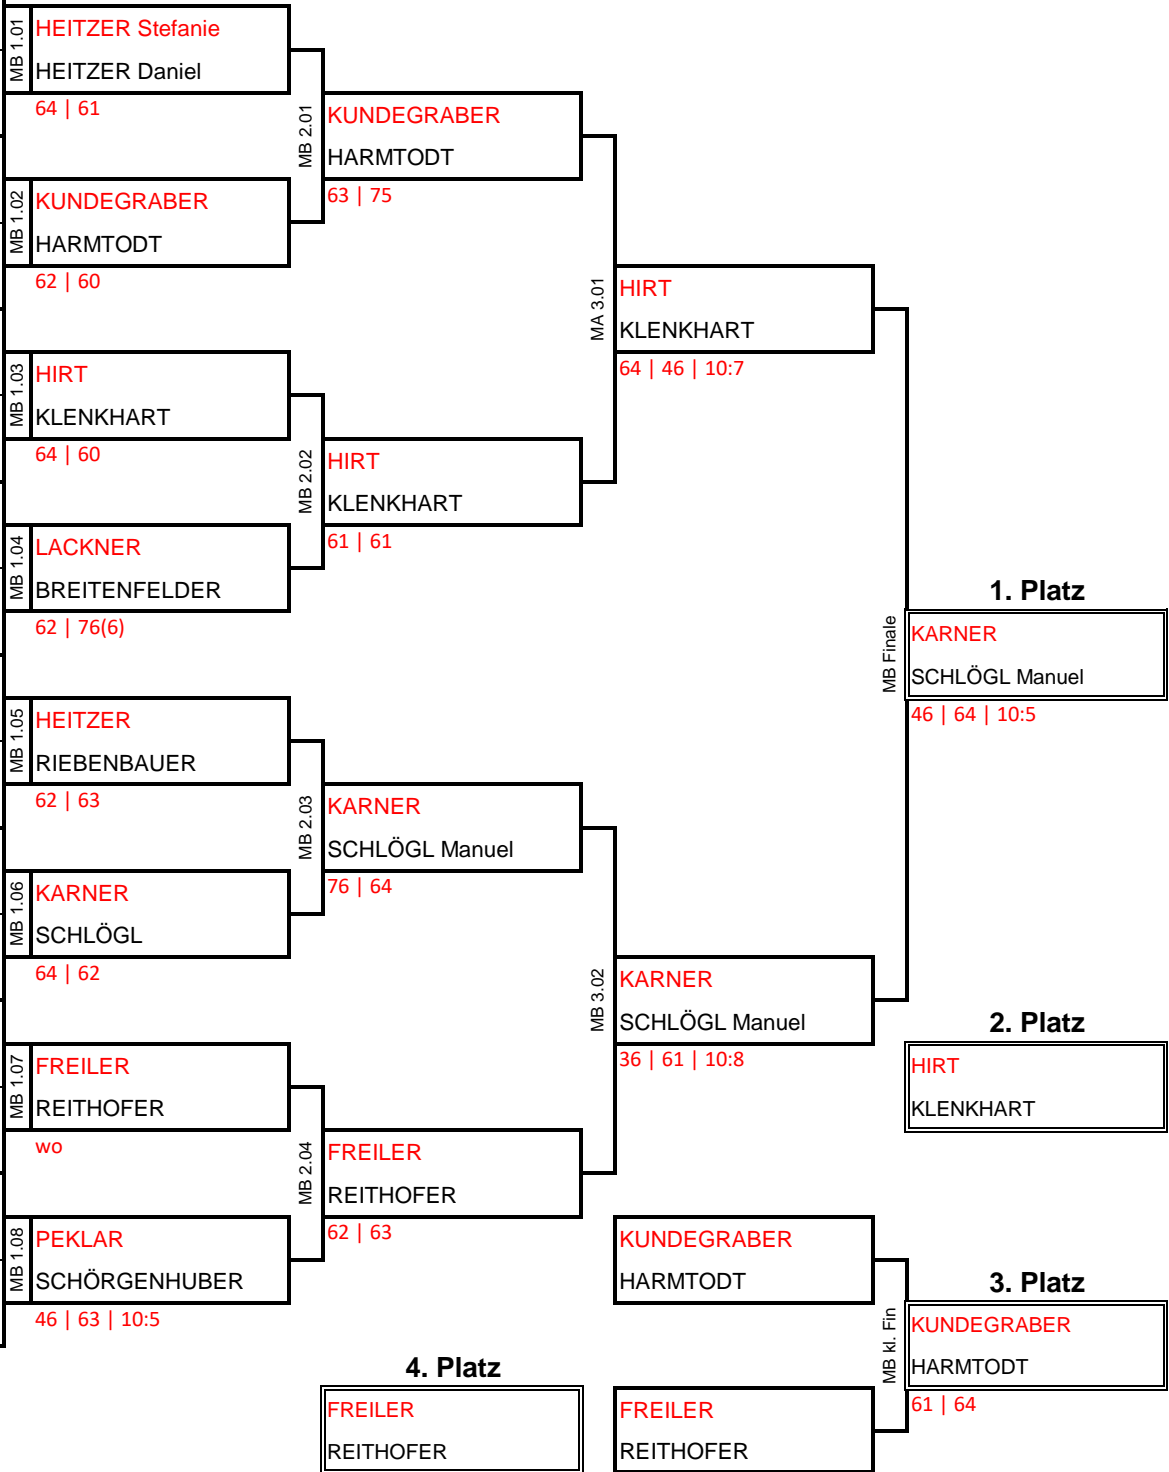 MB 1.01
HEITZER Stefanie
HEITZER Daniel
64 | 61
MB 1.02
KUNDEGRABER
HARMTODT
62 | 60
MB 1.03
HIRT
KLENKHART
64 | 60
MB 1.04
LACKNER
BREITENFELDER
62 | 76(6)
MB 1.05
HEITZER
RIEBENBAUER
62 | 63
MB 1.06
KARNER
SCHLÖGL
64 | 62
MB 1.07
FREILER
REITHOFER
wo
MB 1.08
PEKLAR
SCHÖRGENHUBER
46 | 63 | 10:5
MB 2.01
KUNDEGRABER
HARMTODT
63 | 75
MB 2.02
HIRT
KLENKHART
61 | 61
MB 2.03
KARNER
SCHLÖGL Manuel
76 | 64
MB 2.04
FREILER
REITHOFER
62 | 63
4. Platz
FREILER
REITHOFER
MA 3.01
HIRT
KLENKHART
64 | 46 | 10:7
MB 3.02
KARNER
SCHLÖGL Manuel
36 | 61 | 10:8
KUNDEGRABER
HARMTODT
FREILER
REITHOFER
1. Platz
MB Finale
KARNER
SCHLÖGL Manuel
46 | 64 | 10:5
2. Platz
HIRT
KLENKHART
3. Platz
MB kl. Fin
KUNDEGRABER
HARMTODT
61 | 64